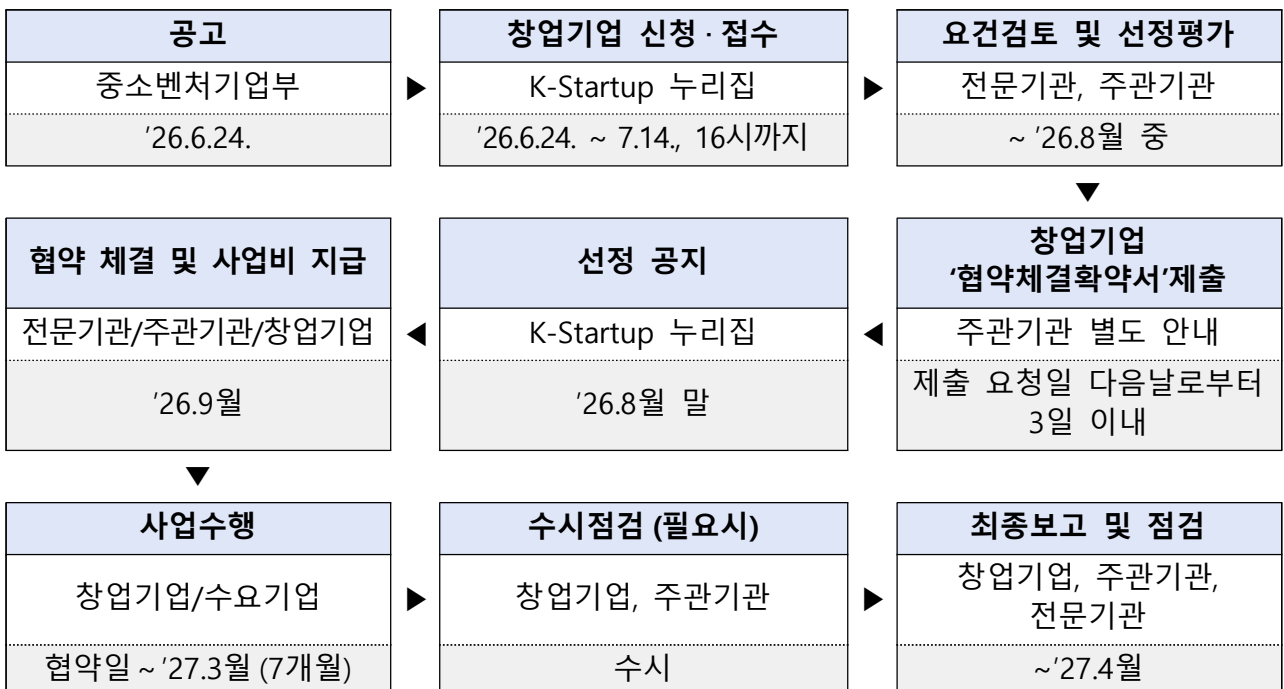 공고
중소벤처기업부
'26.6.24.
▶
창업기업 신청 · 접수
K-Startup 누리집
'26.6.24. ~ 7.14., 16시까지
▶
요건검토 및 선정평가
전문기관, 주관기관
~ '26.8월 중
▼
창업기업
'협약체결확약서'제출
주관기관 별도 안내
제출 요청일 다음날로부터
3일 이내
◀
선정 공지
K-Startup 누리집
'26.8월 말
◀
협약 체결 및 사업비 지급
전문기관/주관기관/창업기업
'26.9월
▼
사업수행
창업기업/수요기업
협약일 ~ '27.3월 (7개월)
▶
수시점검 (필요시)
창업기업, 주관기관
수시
▶
최종보고 및 점검
창업기업, 주관기관,
전문기관
~'27.4월